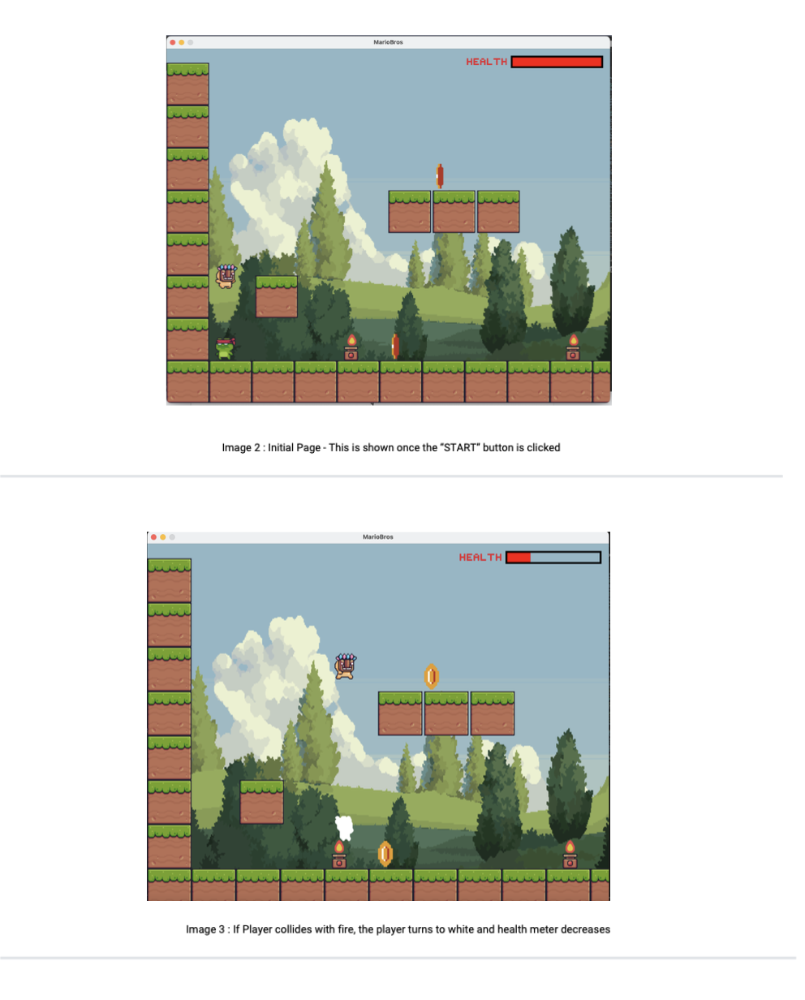 MarioBros
HEALTH
Image 2 : Initial Page - This is shown once the “START” button is clicked
MarioBros
HEALTH
Image 3 : If Player collides with fire, the player turns to white and health meter decreases